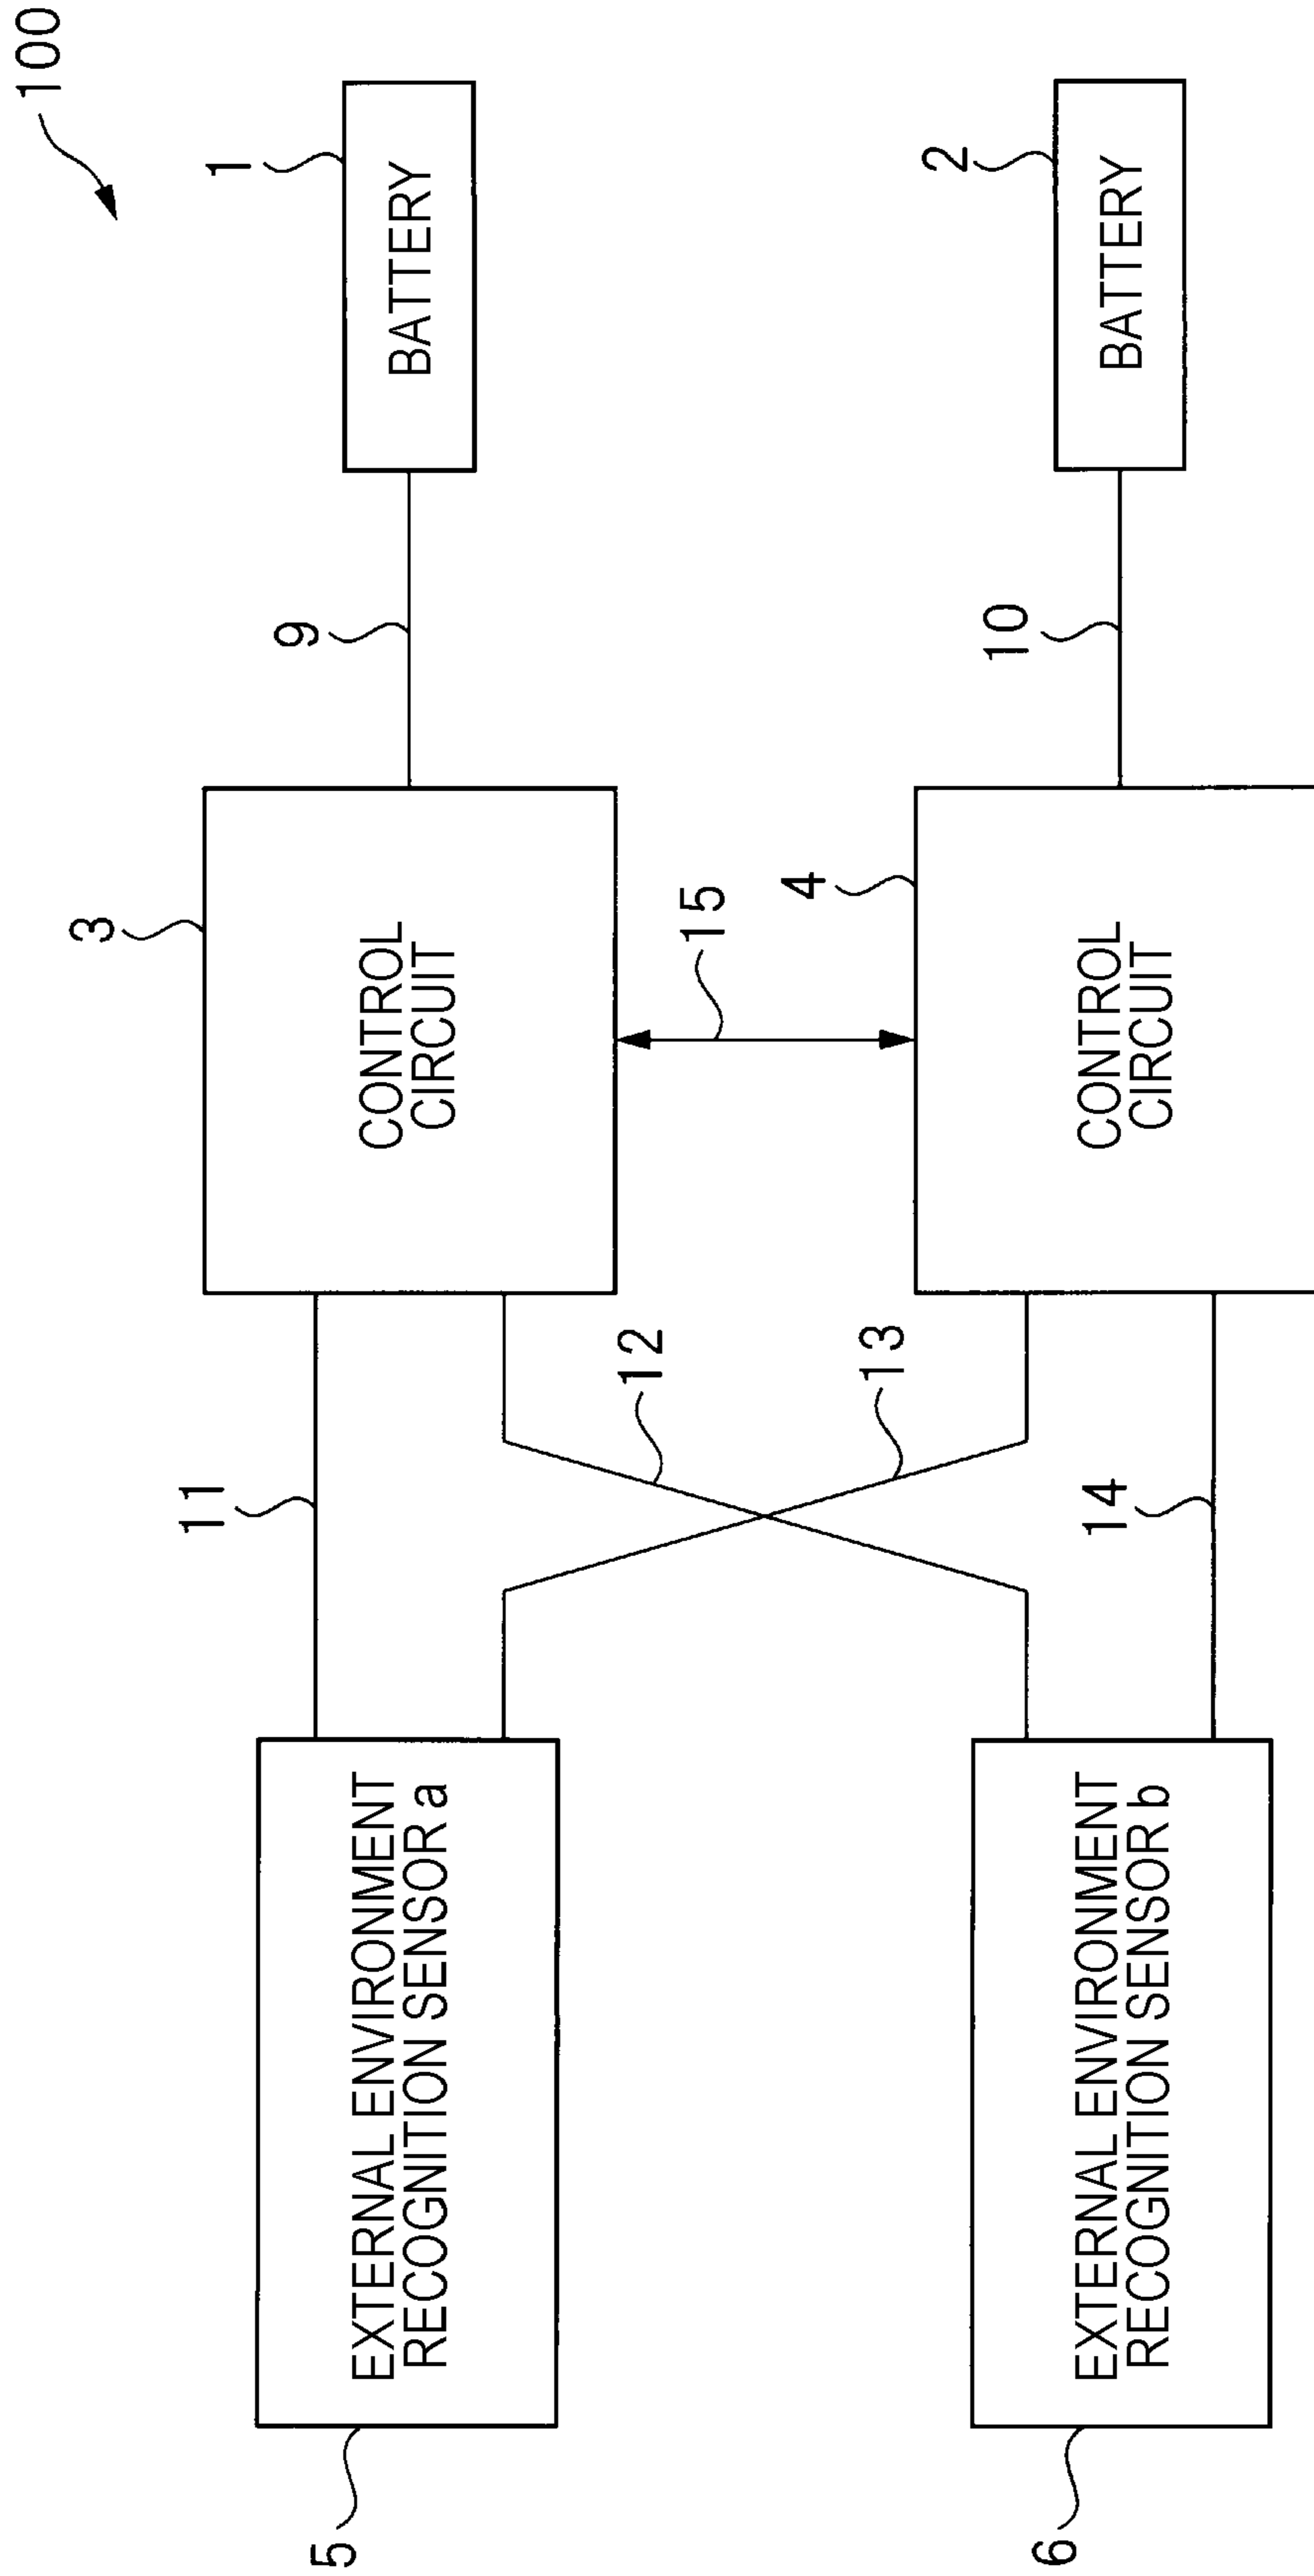 100
3
11
1
9
5
EXTERNAL ENVIRONMENT
RECOGNITION SENSOR a
CONTROL
CIRCUIT
BATTERY
12
15
4
13
2
10
6
14
EXTERNAL ENVIRONMENT
RECOGNITION SENSOR b
CONTROL
CIRCUIT
BATTERY